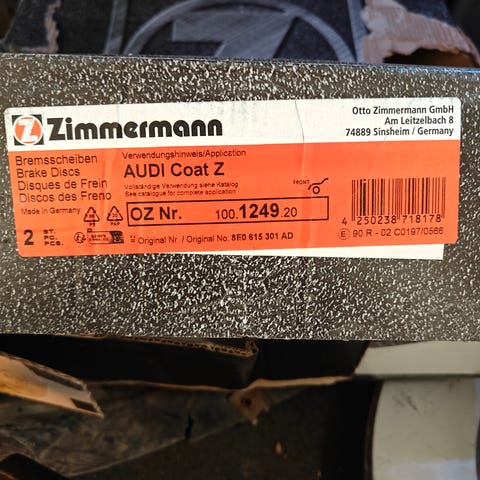 Zimmermann
Otto Zimmermann GmbH
Am Leitzelbach 8
74889 Sinsheim / Germany
Bremsscheiben
Brake Discs
Disques de Frein
Discos des Freno
Made in Germany
Verwendungshinweis/Application
AUDI Coat Z
Vollständige Verwendung siehe Katalog
See catalogue for complete application
FRONT
OZ Nr. 100.1249.20
4 250238 718178
E 90 R - 02 C0197/0566
2 ST. PC. PCS.
Original Nr. / Original No. 8E0 615 301 AD